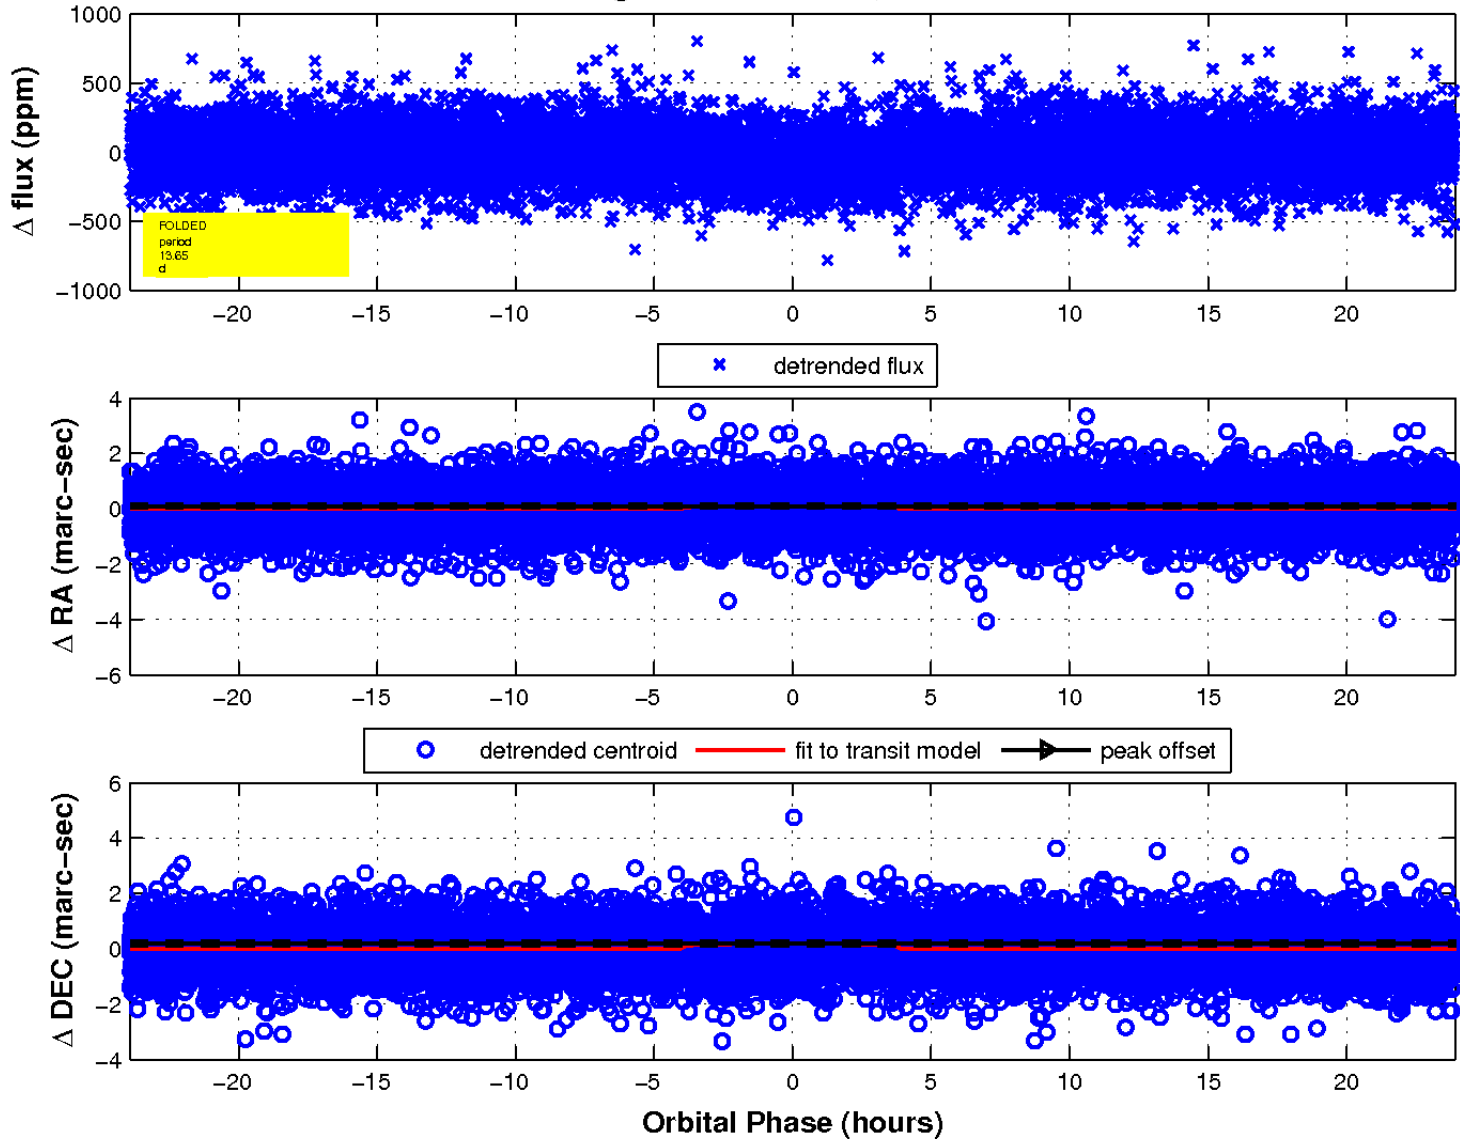 1000
500
0
−500
−1000
Δ flux (ppm)
FOLDED
period
13.65
d
−20 −15 −10 −5 0 5 10 15 20
detrended flux
4
2
0
−2
−4
−6
Δ RA (marc−sec)
−20 −15 −10 −5 0 5 10 15 20
detrended centroid fit to transit model peak offset
6
4
2
0
−2
−4
Δ DEC (marc−sec)
−20 −15 −10 −5 0 5 10 15 20
Orbital Phase (hours)